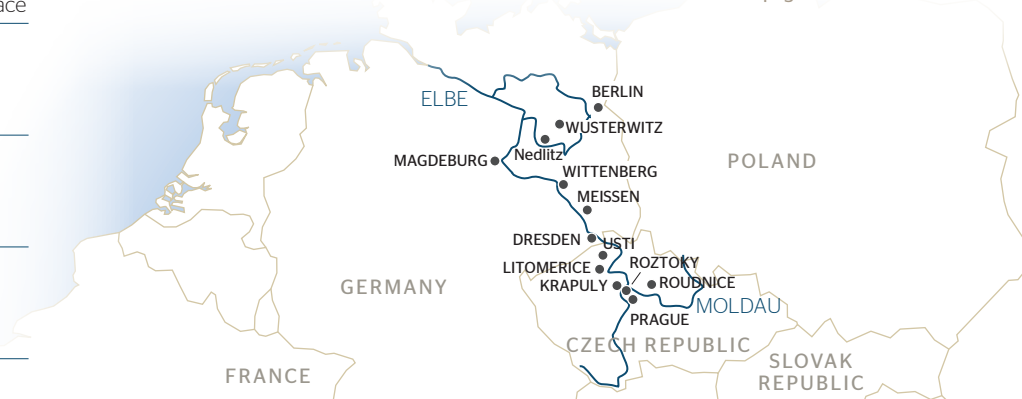 ELBE
BERLIN
WUSTERWITZ
Nedlitz
MAGDEBURG
WITTENBERG
POLAND
MEISSEN
DRESDEN
USTI
LITOMERICE
ROZTOKY
KRAPULY
ROUDNICE
GERMANY
MOLDAU
PRAGUE
CZECH REPUBLIC
SLOVAK
REPUBLIC
FRANCE